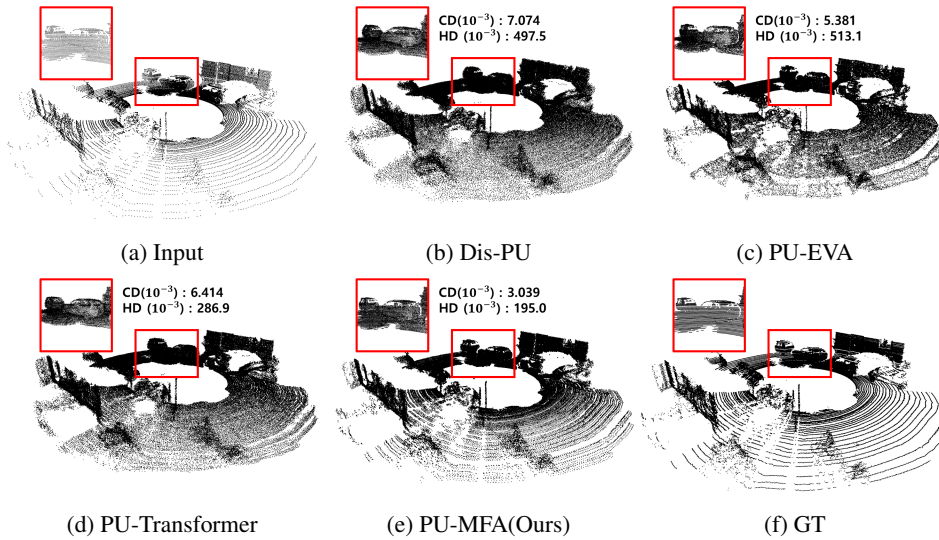 CD(10⁻³) : 7.074
HD (10⁻³) : 497.5
CD(10⁻³) : 5.381
HD (10⁻³) : 513.1
(a) Input
(b) Dis-PU
(c) PU-EVA
CD(10⁻³) : 6.414
HD (10⁻³) : 286.9
CD(10⁻³) : 3.039
HD (10⁻³) : 195.0
(d) PU-Transformer
(e) PU-MFA(Ours)
(f) GT